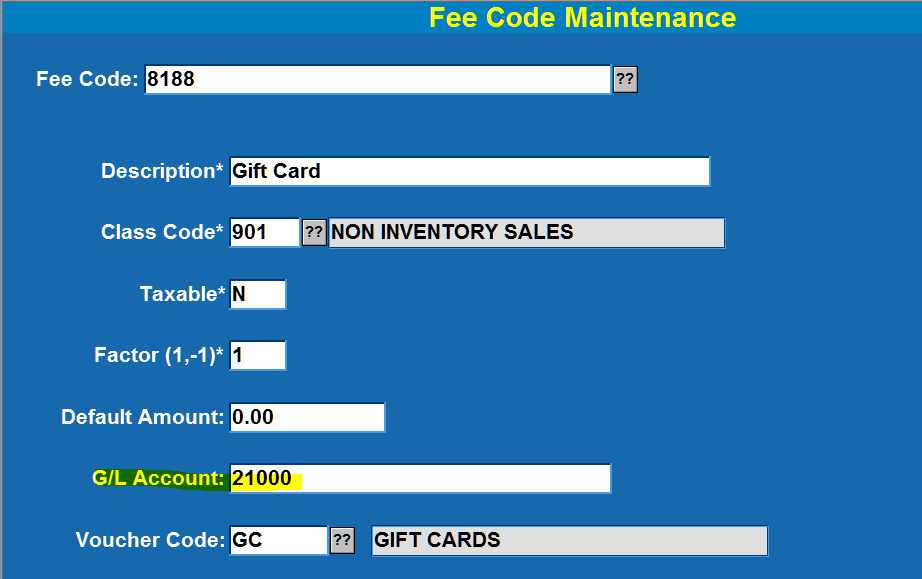 Fee Code Maintenance
Fee Code: 8188 ??
Description* Gift Card
Class Code* 901 ?? NON INVENTORY SALES
Taxable* N
Factor (1,-1)* 1
Default Amount: 0.00
G/L Account: 21000
Voucher Code: GC ?? GIFT CARDS